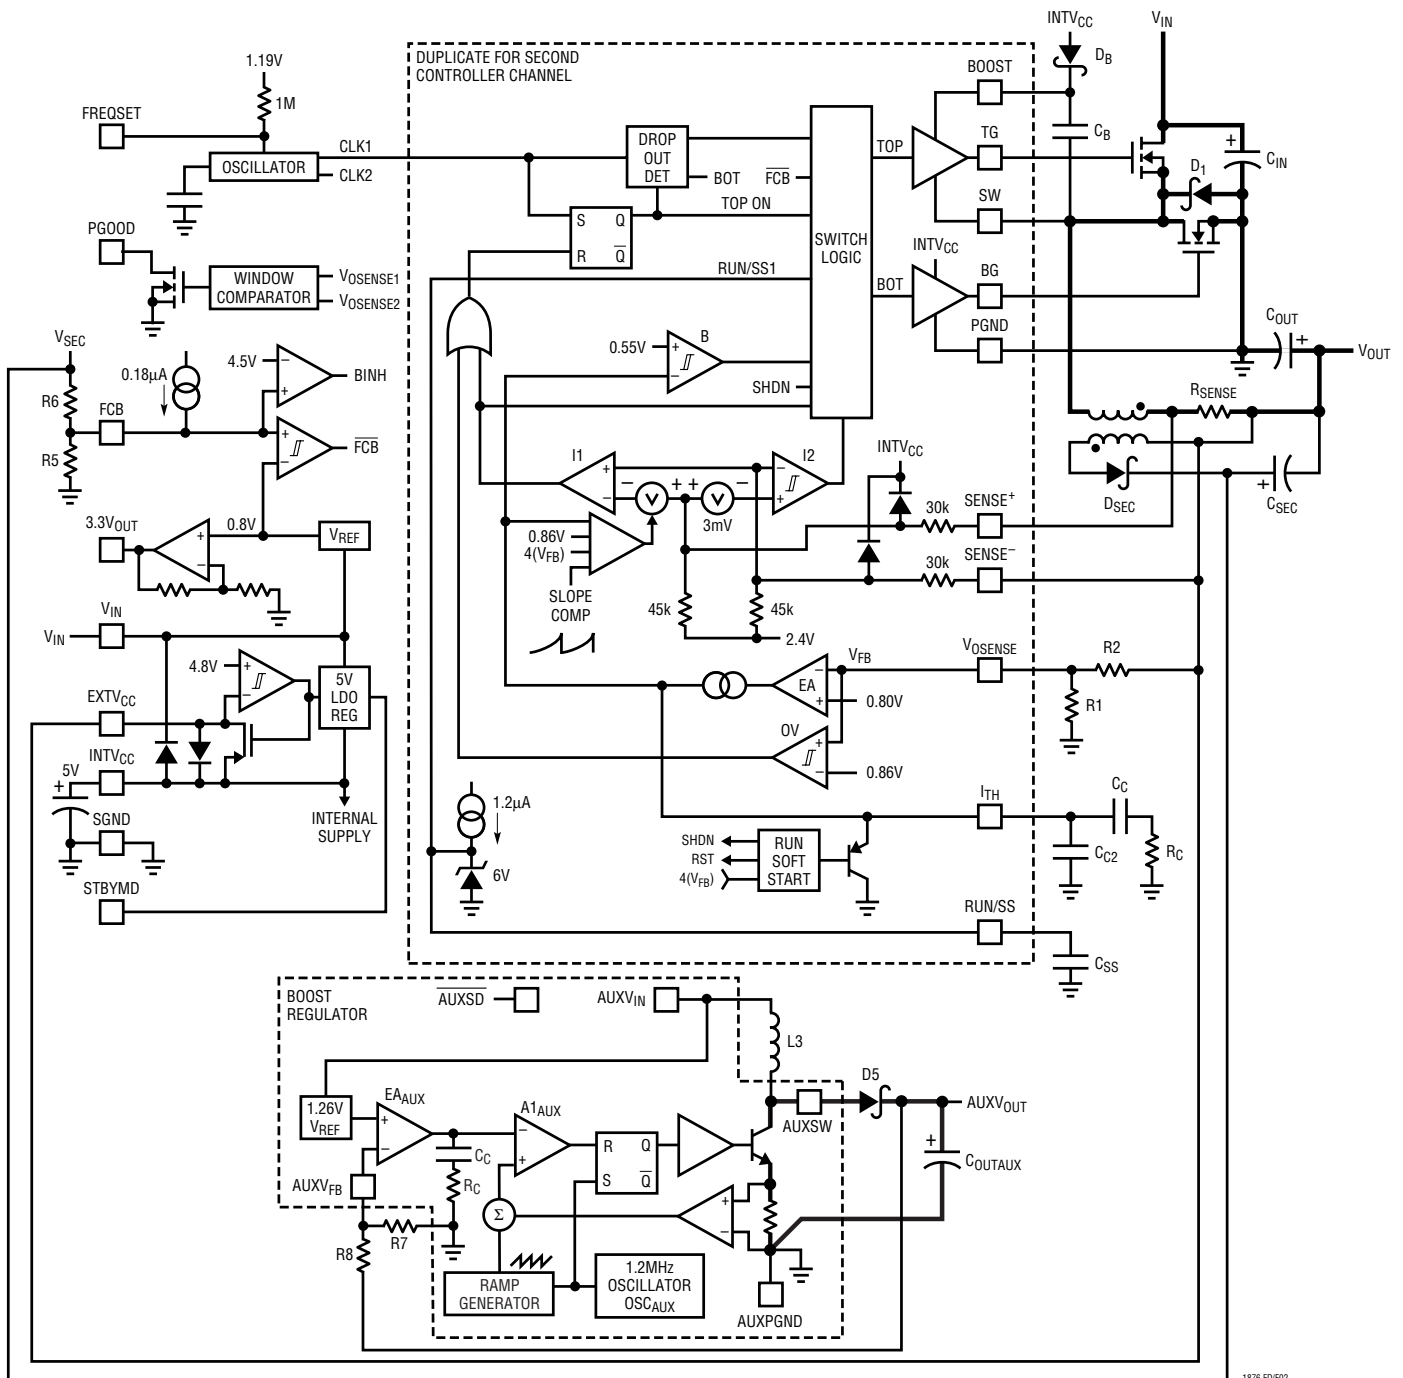 DUPLICATE FOR SECOND
CONTROLLER CHANNEL
INTVCC
VIN
DB
BOOST
1.19V
1M
FREQSET
OSCILLATOR
CLK1
CLK2
DROP
OUT
DET
BOT
FCB
TOP ON
TOP
TG
CB
CIN
+
D1
SW
S
Q
R
Q
SWITCH
LOGIC
PGOOD
WINDOW
COMPARATOR
VOSENSE1
VOSENSE2
RUN/SS1
INTVCC
BOT
BG
PGND
COUT
+
VOUT
VSEC
0.18µA
4.5V
−
+
BINH
R6
FCB
R5
+
−
FCB
0.55V
+
−
B
SHDN
RSENSE
DSEC
+
CSEC
I1
+
−
−
V
+
+
V
−
3mV
−
+
I2
INTVCC
30k
SENSE+
30k
SENSE−
0.86V
4(VFB)
SLOPE
COMP
45k
45k
2.4V
3.3VOUT
0.8V
+
−
VREF
VIN
VIN
4.8V
+
−
5V
LDO
REG
EXTVCC
INTVCC
5V
+
INTERNAL
SUPPLY
SGND
STBYMD
VFB
VOSENSE
R2
R1
−
EA
+
0.80V
OV
+
−
0.86V
1.2µA
6V
ITH
CC
CC2
RC
SHDN
RST
4(VFB)
RUN
SOFT
START
RUN/SS
CSS
BOOST
REGULATOR
AUXSD
AUXVIN
L3
D5
AUXSW
AUXVOUT
+
COUTAUX
1.26V
VREF
EAAUX
+
−
A1AUX
−
+
CC
RC
R
Q
S
Q
AUXVFB
R7
R8
Σ
+
−
RAMP
GENERATOR
1.2MHz
OSCILLATOR
OSCAUX
AUXPGND